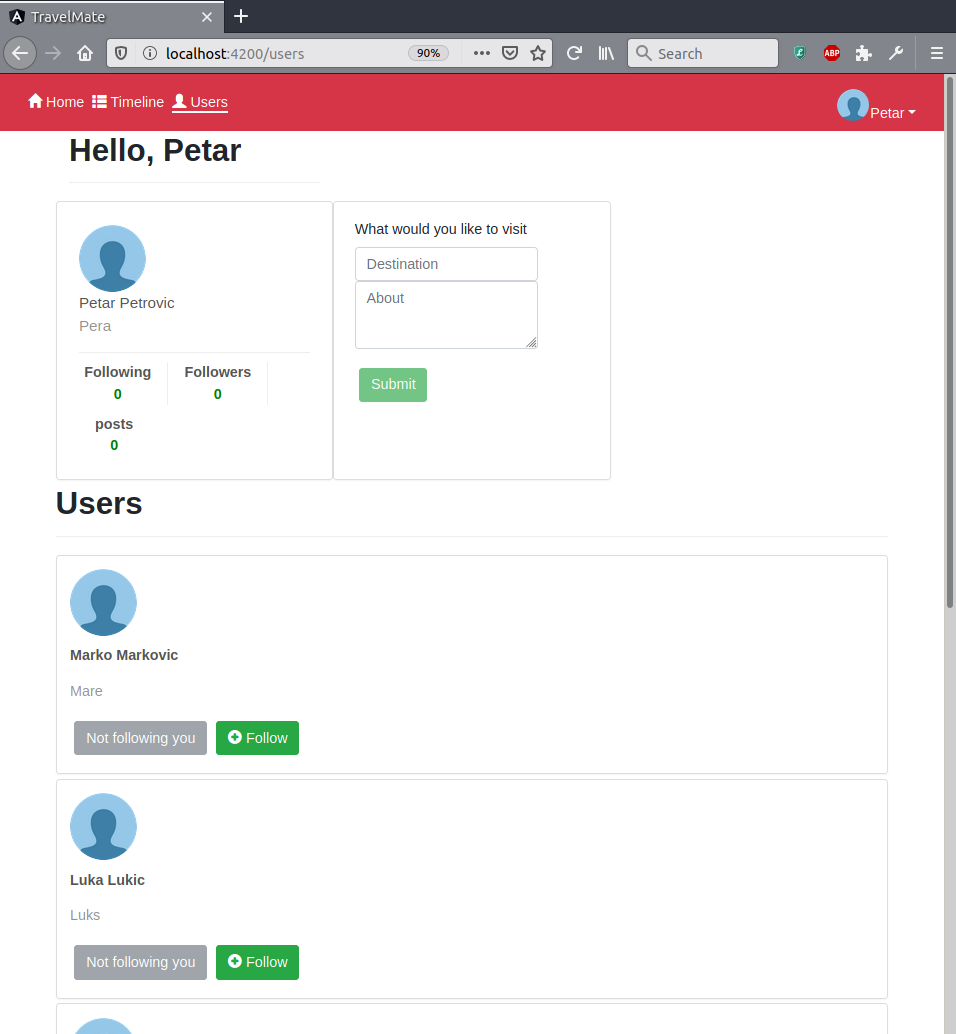 TravelMate
localhost:4200/users
90%
Search
ABP
Home Timeline Users
Petar
Hello, Petar
Petar Petrovic
Pera
Following Followers
0 0
posts
0
What would you like to visit
Destination
About
Submit
Users
Marko Markovic
Mare
Not following you Follow
Luka Lukic
Luks
Not following you Follow